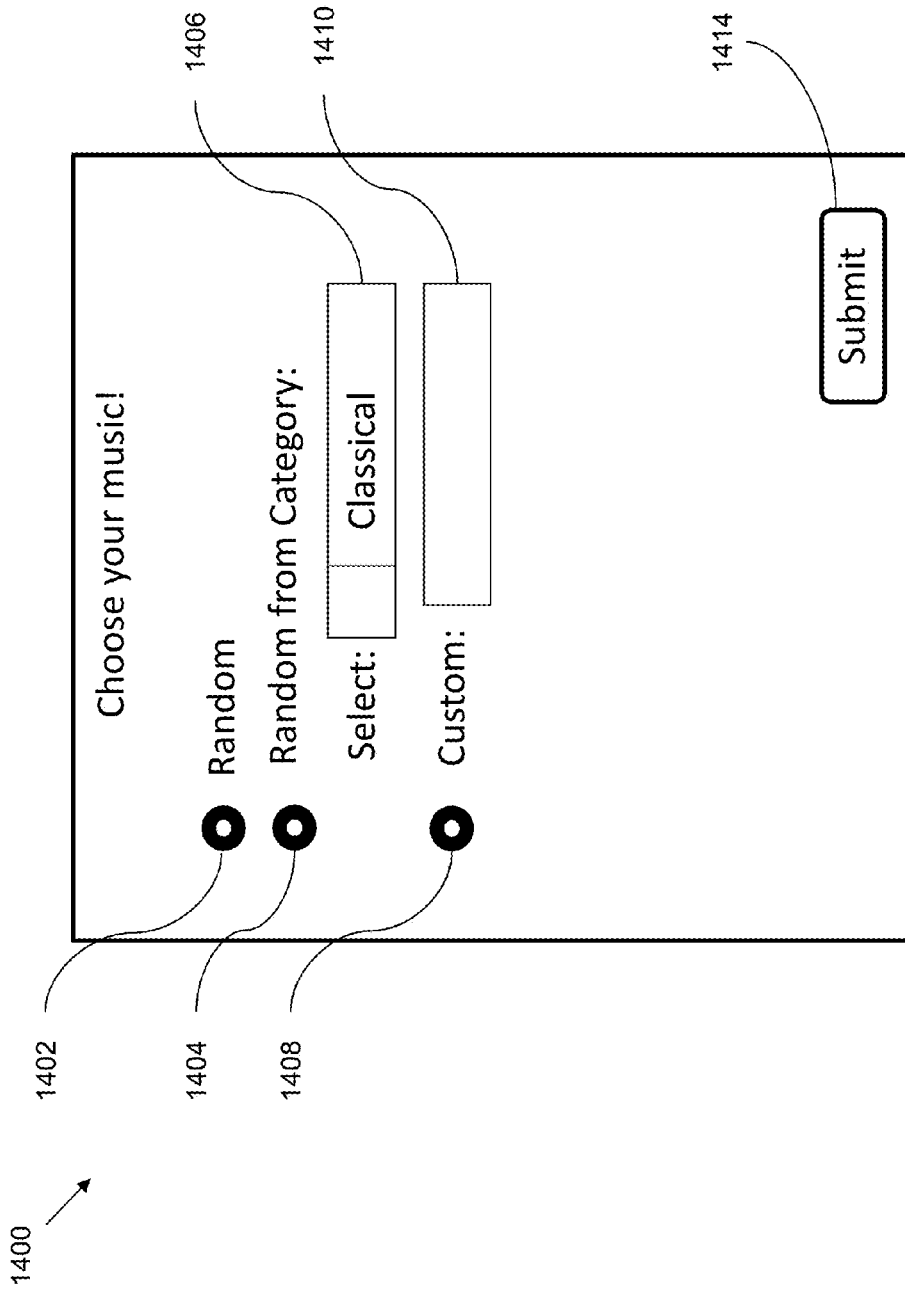 1400
1402
1404
1408
Choose your music!
Random
Random from Category:
Select: Classical
Custom:
Submit
1406
1410
1414